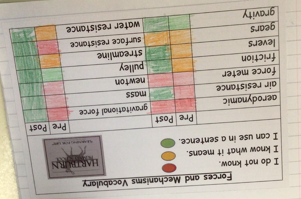 Forces and Mechanisms Vocabulary
I do not know.
I know what it means.
I can use in a sentence.
HARTBURN
Pre Post Pre Post
aerodynamic gravitational force
air resistance mass
force meter newton
friction pulley
levers streamline
gears surface resistance
gravity water resistance